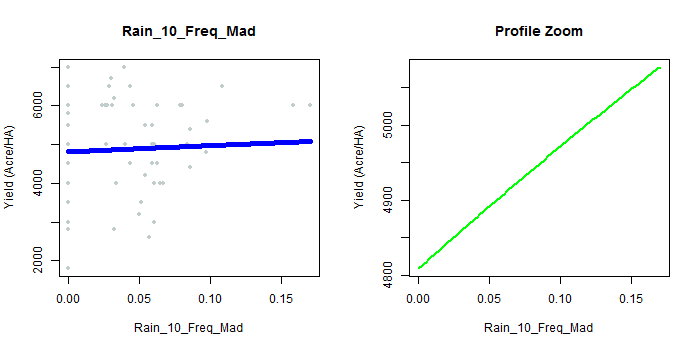 Rain_10_Freq_Mad
Yield (Acre/HA)
6000
4000
2000
0.00 0.05 0.10 0.15
Rain_10_Freq_Mad
Profile Zoom
Yield (Acre/HA)
5000
4900
4800
0.00 0.05 0.10 0.15
Rain_10_Freq_Mad